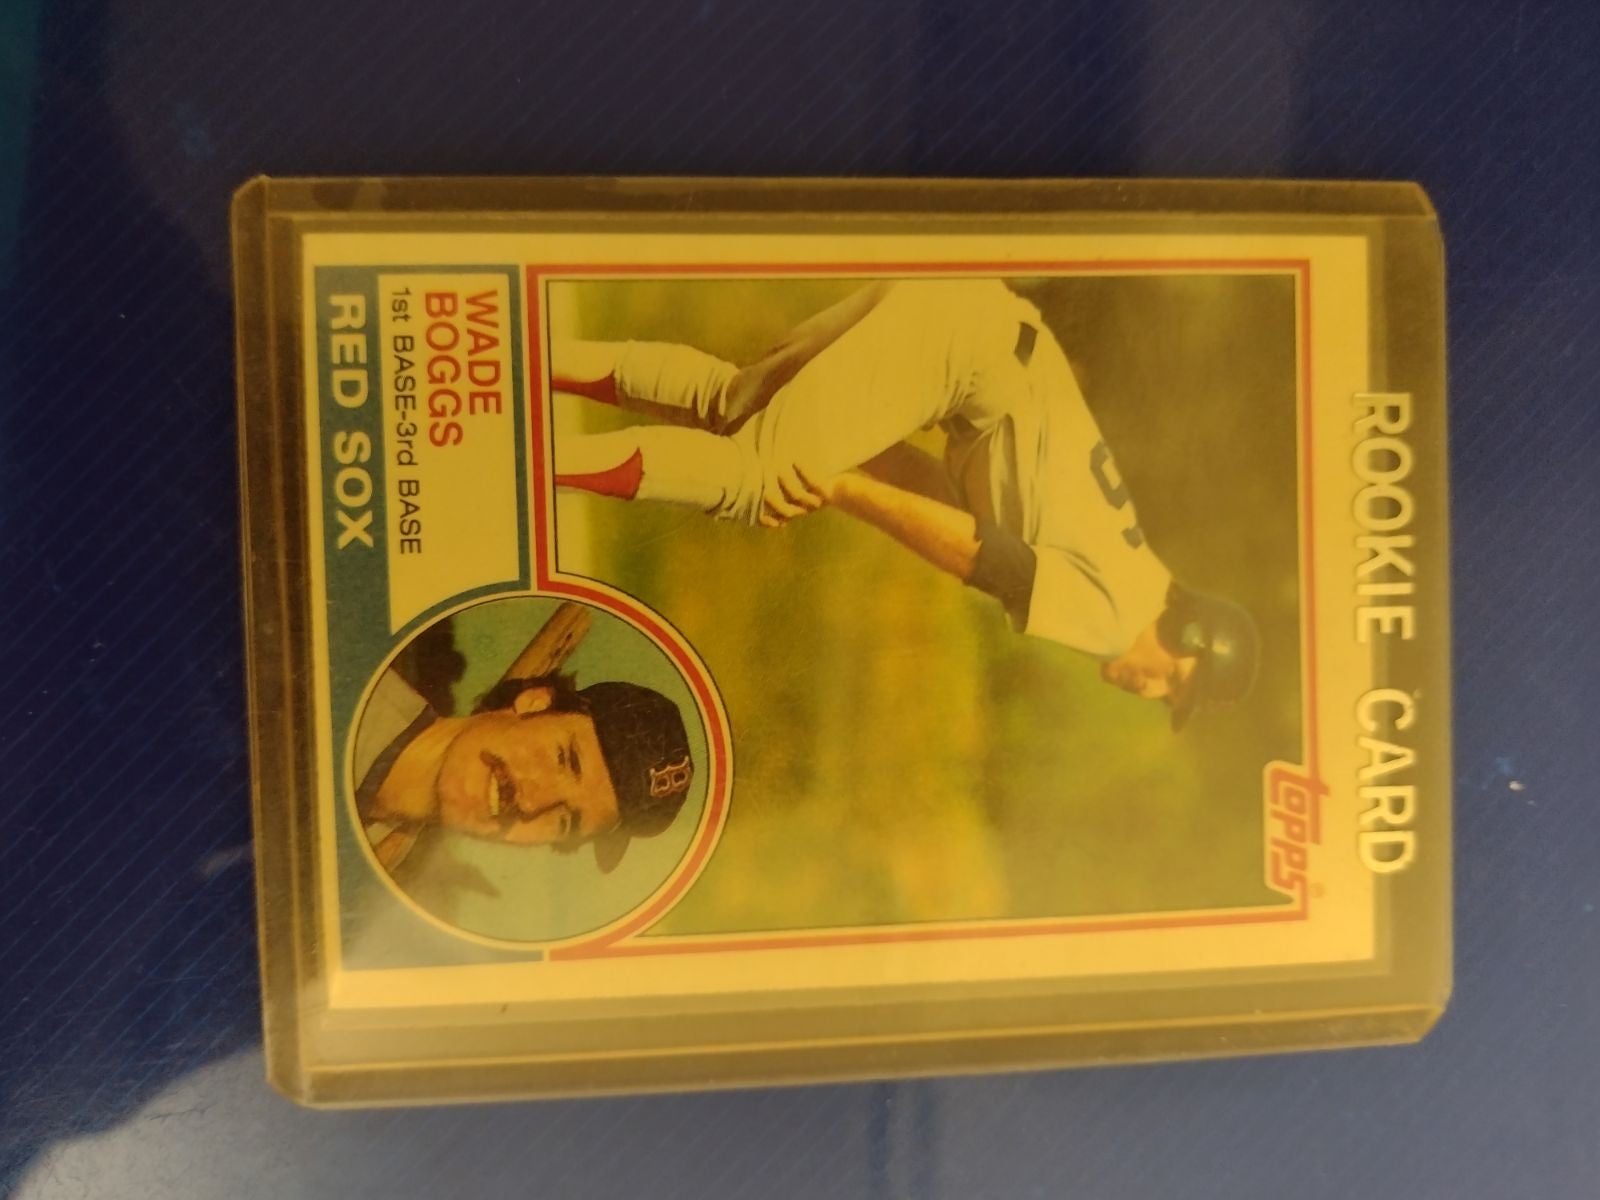 ROOKIE CARD
Topps®
WADE
BOGGS
1st BASE-3rd BASE
RED SOX